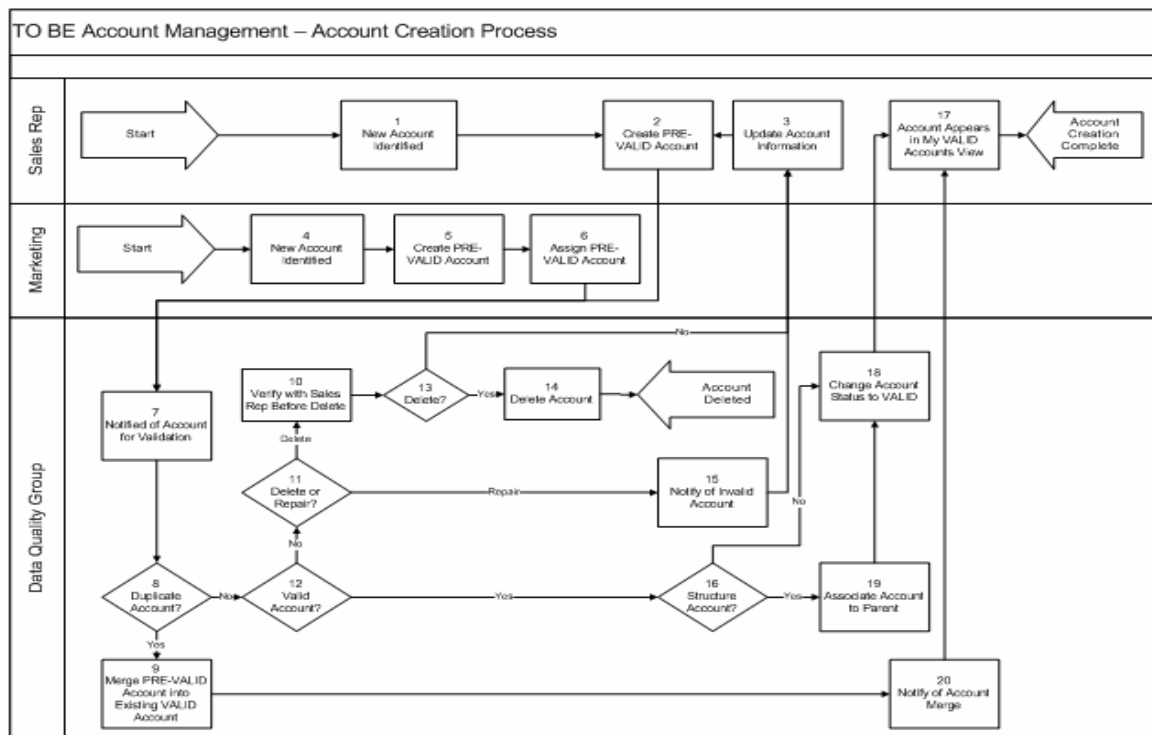 TO BE Account Management – Account Creation Process
Sales Rep
Start
1
New Account
Identified
2
Create PRE-
VALID Account
3
Update Account
Information
17
Account Appears
in My VALID
Accounts View
Account
Creation
Complete
Marketing
Start
4
New Account
Identified
5
Create PRE-
VALID Account
6
Assign PRE-
VALID Account
Data Quality Group
7
Notified of Account
for Validation
10
Verify with Sales
Rep Before Delete
13
Delete?
No
Yes
14
Delete Account
Account
Deleted
18
Change Account
Status to VALID
Delete
11
Delete or
Repair?
Repair
15
Notify of Invalid
Account
No
No
8
Duplicate
Account?
No
12
Valid
Account?
Yes
16
Structure
Account?
Yes
19
Associate Account
to Parent
Yes
9
Merge PRE-VALID
Account into
Existing VALID
Account
20
Notify of Account
Merge